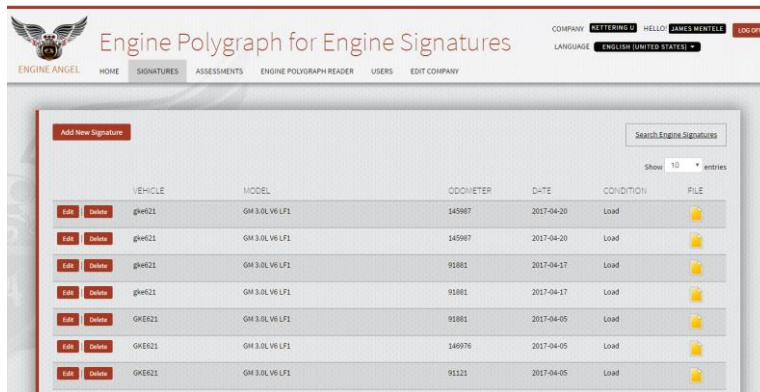 COMPANY KETTERING U HELLO! JAMES MENTELE LOG OFF
Engine Polygraph for Engine Signatures
LANGUAGE ENGLISH (UNITED STATES)
ENGINE ANGEL
HOME SIGNATURES ASSESSMENTS ENGINE POLYGRAPH READER USERS EDIT COMPANY
Add New Signature
Search Engine Signatures
Show 10 entries
VEHICLE MODEL ODOMETER DATE CONDITION FILE
Edit | Delete gke621 GM 3.0L V6 LF1 145987 2017-04-20 Load
Edit | Delete gke621 GM 3.0L V6 LF1 145987 2017-04-20 Load
Edit | Delete gke621 GM 3.0L V6 LF1 91881 2017-04-17 Load
Edit | Delete gke621 GM 3.0L V6 LF1 91881 2017-04-17 Load
Edit | Delete GKE621 GM 3.0L V6 LF1 91881 2017-04-05 Load
Edit | Delete GKE621 GM 3.0L V6 LF1 146976 2017-04-05 Load
Edit | Delete GKE621 GM 3.0L V6 LF1 91121 2017-04-05 Load